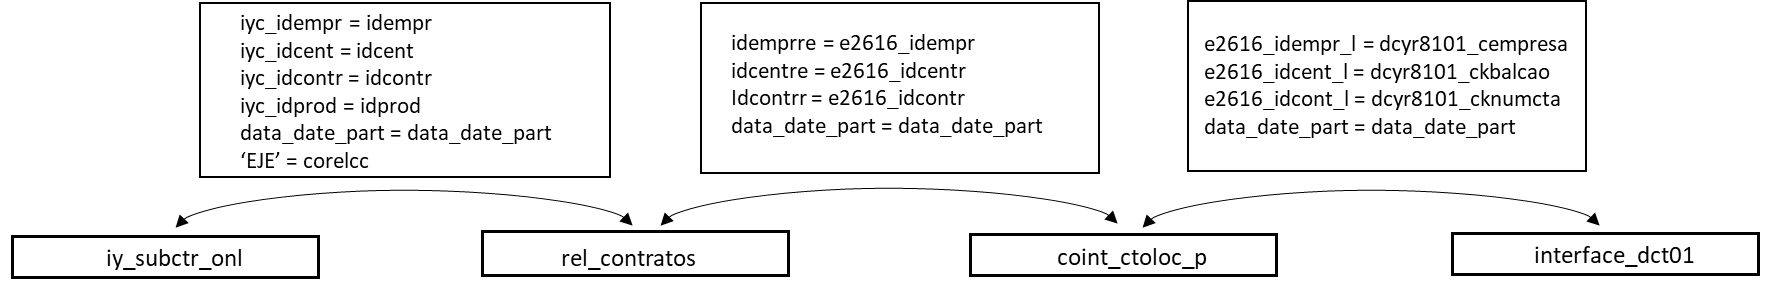 iyc_idempr = idempr
iyc_idcent = idcent
iyc_idcontr = idcontr
iyc_idprod = idprod
data_date_part = data_date_part
‘EJE’ = corelcc
idemprre = e2616_idempr
idcentre = e2616_idcentr
Idcontrr = e2616_idcontr
data_date_part = data_date_part
e2616_idempr_l = dcyr8101_cempresa
e2616_idcent_l = dcyr8101_ckbalcao
e2616_idcont_l = dcyr8101_cknumcta
data_date_part = data_date_part
iy_subctr_onl
rel_contratos
coint_ctoloc_p
interface_dct01